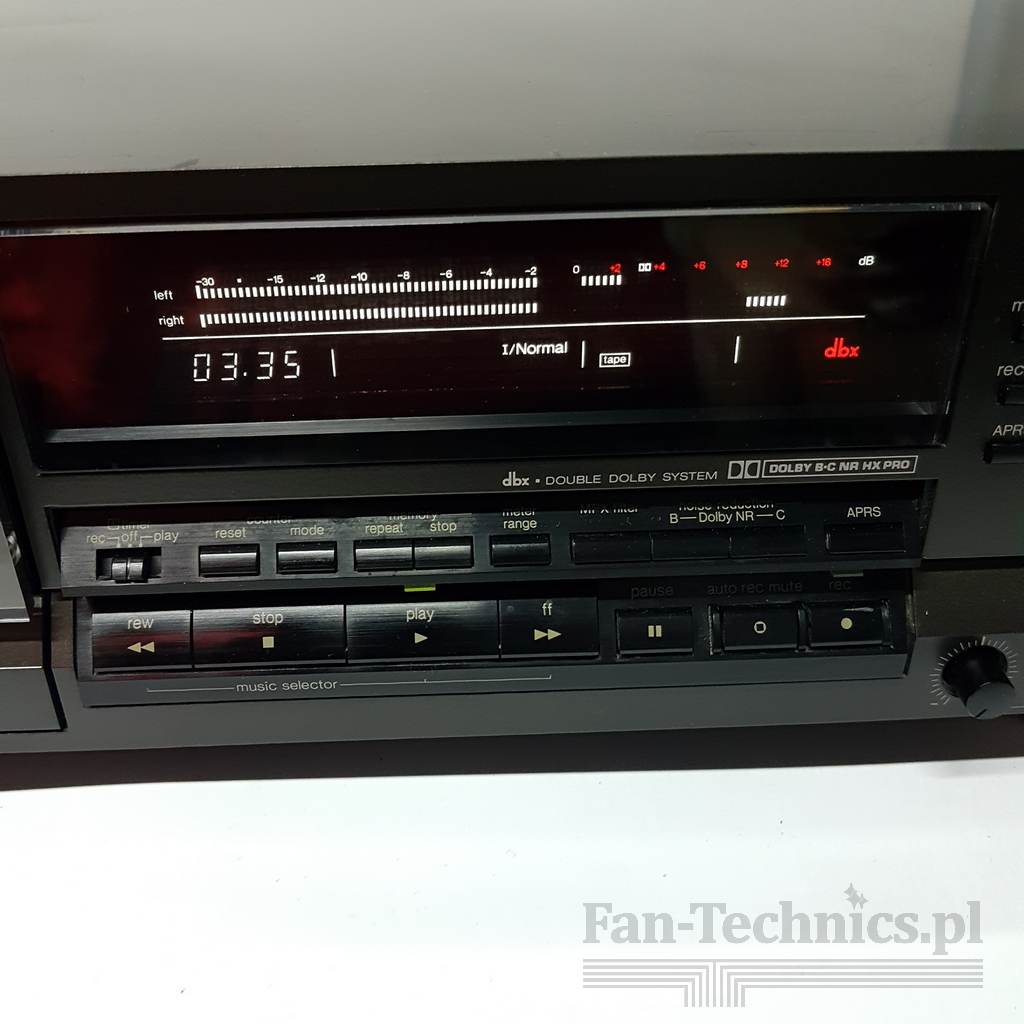 -30 -15 -12 -10 -8 -6 -4 -2 0 +2 +4 +6 +8 +12 +16 dB
left
right
03.35 I/Normal tape dbx
dbx • DOUBLE DOLBY SYSTEM DOLBY B•C NR HX PRO
timer counter memory meter MPX filter noise reduction
rec off play reset mode repeat stop range B Dolby NR C APRS
rew stop play ff pause auto rec mute rec
music selector
rec
APR
Fan-Technics.pl